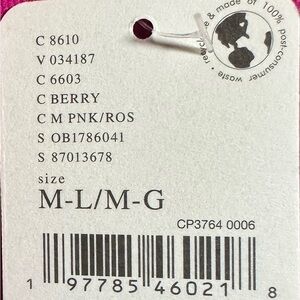 & made of 100% post-consumer waste •
C 8610
V 034187
C 6603
C BERRY
C M PNK/ROS
S OB1786041
S 87013678
size
M-L/M-G
CP3764 0006
1 97785 46021 8